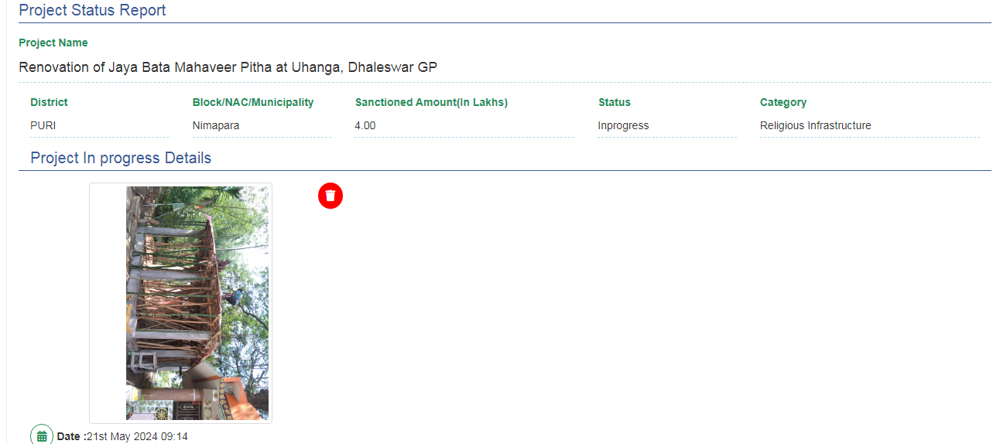 Project Status Report
Project Name
Renovation of Jaya Bata Mahaveer Pitha at Uhanga, Dhaleswar GP
District Block/NAC/Municipality Sanctioned Amount(In Lakhs) Status Category
PURI Nimapara 4.00 Inprogress Religious Infrastructure
Project In progress Details
Date :21st May 2024 09:14